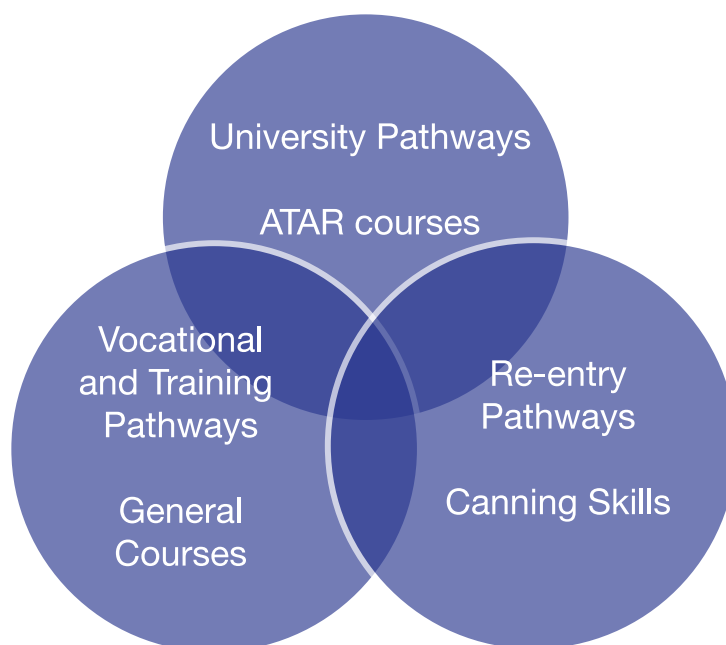 University Pathways
ATAR courses
Vocational
and Training
Pathways
General
Courses
Re-entry
Pathways
Canning Skills